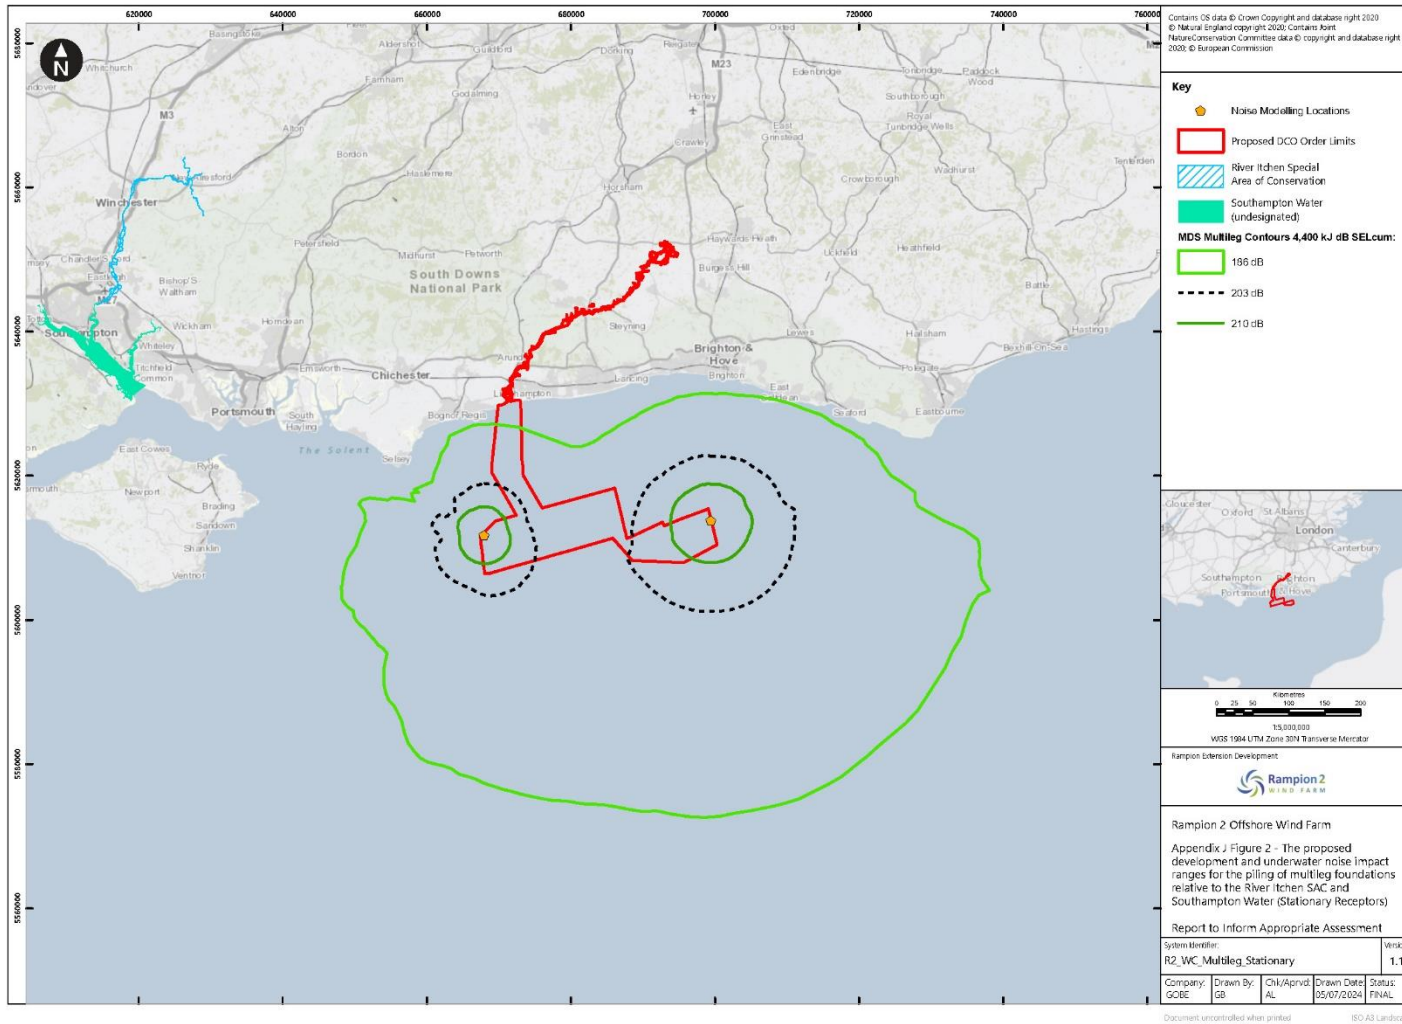 620000 640000 660000 680000 700000 720000 740000 760000
5680000
5660000
5640000
5620000
5600000
5580000
5560000
N
Basingstoke
Whitchurch
Aldershot
Guildford
Dorking
Reigate
Oxted
M23
Edenbridge
Tonbridge
Paddock
Wood
Farnham
Godalming
Horley
Southborough
Royal
Tunbridge Wells
M3
Alton
Bordon
Haslemere
Crawley
East
Grinstead
Crowborough
Wadhurst
Tenterden
Winchester
Horsham
Petersfield
Midhurst
Petworth
Haywards Heath
Uckfield
Heathfield
Burgess Hill
Battle
Bishop's
Waltham
South Downs
National Park
M27
Wickham
Horndean
Steyning
Lewes
Hailsham
Hastings
Whiteley
Titchfield
Common
Emsworth
Chichester
Brighton &
Hove
Brighton
Polegate
Bexhill-On-Sea
Lancing
Portsmouth
South
Hayling
Bognor Regis
Seaford
Eastbourne
The Solent
Selsey
East Cowes
Ryde
Newport
Brading
Sandown
Shanklin
Ventnor
Contains OS data © Crown Copyright and database right 2020
© Natural England copyright 2020; Contains Joint
NatureConservation Committee data © copyright and database right
2020; © European Commission
Key
Noise Modelling Locations
Proposed DCO Order Limits
River Itchen Special
Area of Conservation
Southampton Water
(undesignated)
MDS Multileg Contours 4,400 kJ dB SELcum:
186 dB
203 dB
210 dB
Gloucester
Oxford
St Albans
London
Canterbury
Southampton
Brighton
Portsmouth
& Hove
Kilometres
0 25 50 100 150 200
1:5,000,000
WGS 1984 UTM Zone 30N Transverse Mercator
Rampion Extension Development
Rampion 2
WIND FARM
Rampion 2 Offshore Wind Farm
Appendix J Figure 2 - The proposed
development and underwater noise impact
ranges for the piling of multileg foundations
relative to the River Itchen SAC and
Southampton Water (Stationary Receptors)
Report to Inform Appropriate Assessment
System Identifier:
R2_WC_Multileg_Stationary
1.1
Company: GOBE
Drawn By: GB
Chk/Aprvd: AL
Drawn Date: 05/07/2024
Status: FINAL
Document uncontrolled when printed